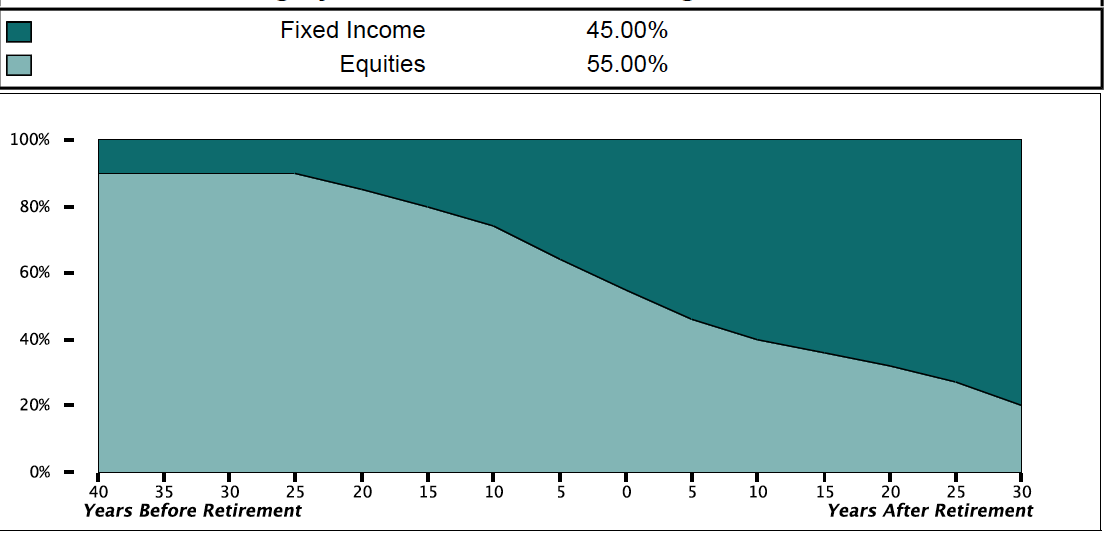 Fixed Income 45.00%
Equities 55.00%
100%
80%
60%
40%
20%
0%
40 35 30 25 20 15 10 5 0 5 10 15 20 25 30
Years Before Retirement Years After Retirement